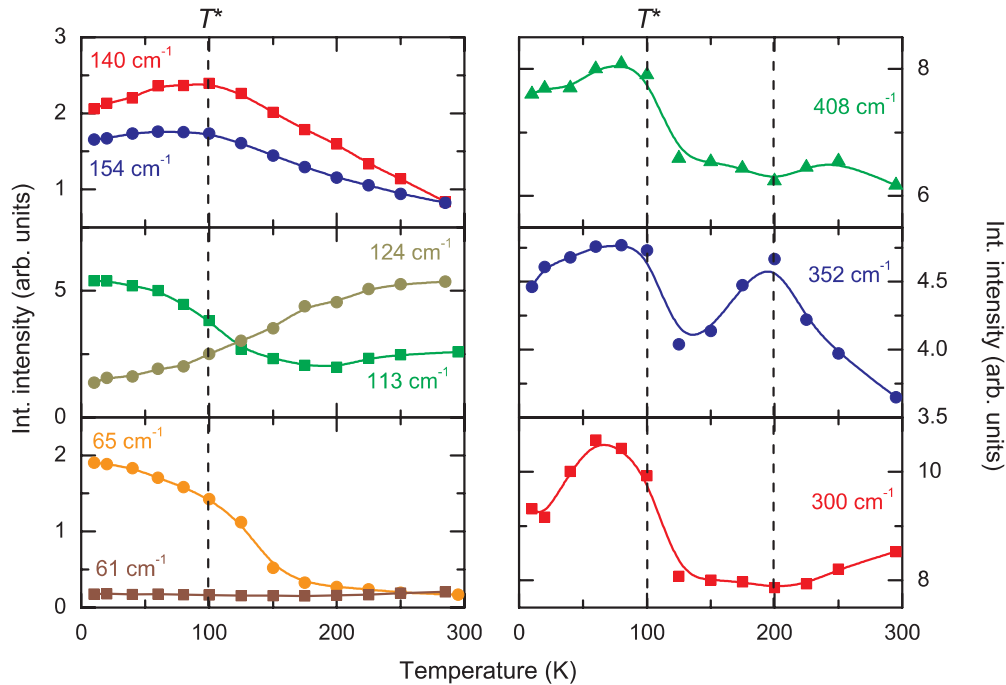 T*
T*
3
2
1
140 cm⁻¹
154 cm⁻¹
5
0
124 cm⁻¹
113 cm⁻¹
2
1
0
65 cm⁻¹
61 cm⁻¹
0
100
200
300
Int. intensity (arb. units)
8
6
408 cm⁻¹
4.5
4.0
3.5
352 cm⁻¹
10
8
300 cm⁻¹
0
100
200
300
Int. intensity (arb. units)
Temperature (K)